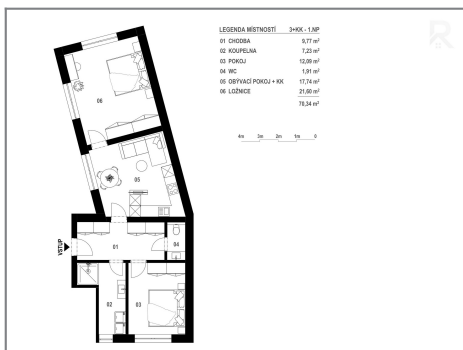 LEGENDA MÍSTNOSTÍ 3+KK - 1.NP
01 CHODBA 9,77 m²
02 KOUPELNA 7,23 m²
03 POKOJ 12,09 m²
04 WC 1,91 m²
05 OBÝVACÍ POKOJ + KK 17,74 m²
06 LOŽNICE 21,60 m²
70,34 m²
4m 3m 2m 1m 0
06
05
01
04
VSTUP
02
03